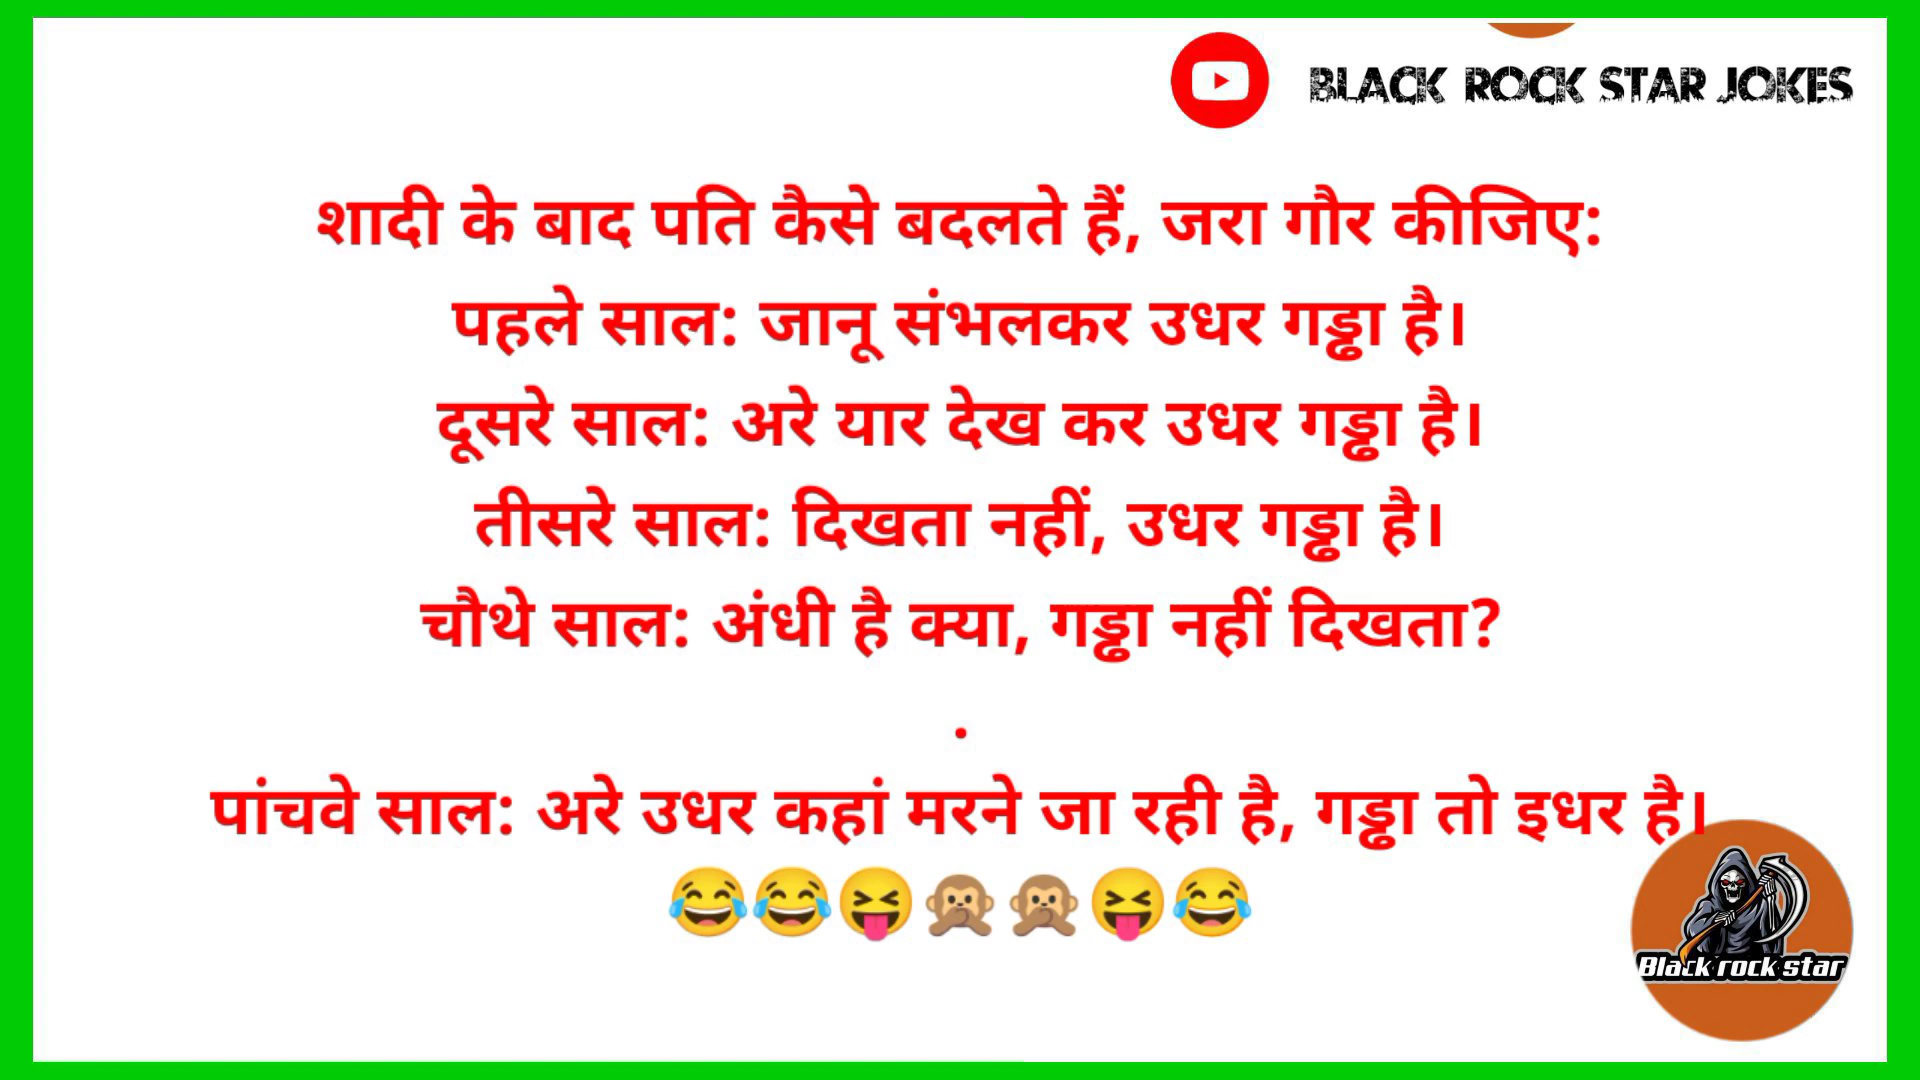 BLACK ROCK STAR JOKES
शादी के बाद पति कैसे बदलते हैं, जरा गौर कीजिए:
पहले साल: जानू संभलकर उधर गड्ढा है।
दूसरे साल: अरे यार देख कर उधर गड्ढा है।
तीसरे साल: दिखता नहीं, उधर गड्ढा है।
चौथे साल: अंधी है क्या, गड्ढा नहीं दिखता?
.
पांचवे साल: अरे उधर कहां मरने जा रही है, गड्ढा तो इधर है।
😂😂😝🙊🙊😝😂
Black rock star